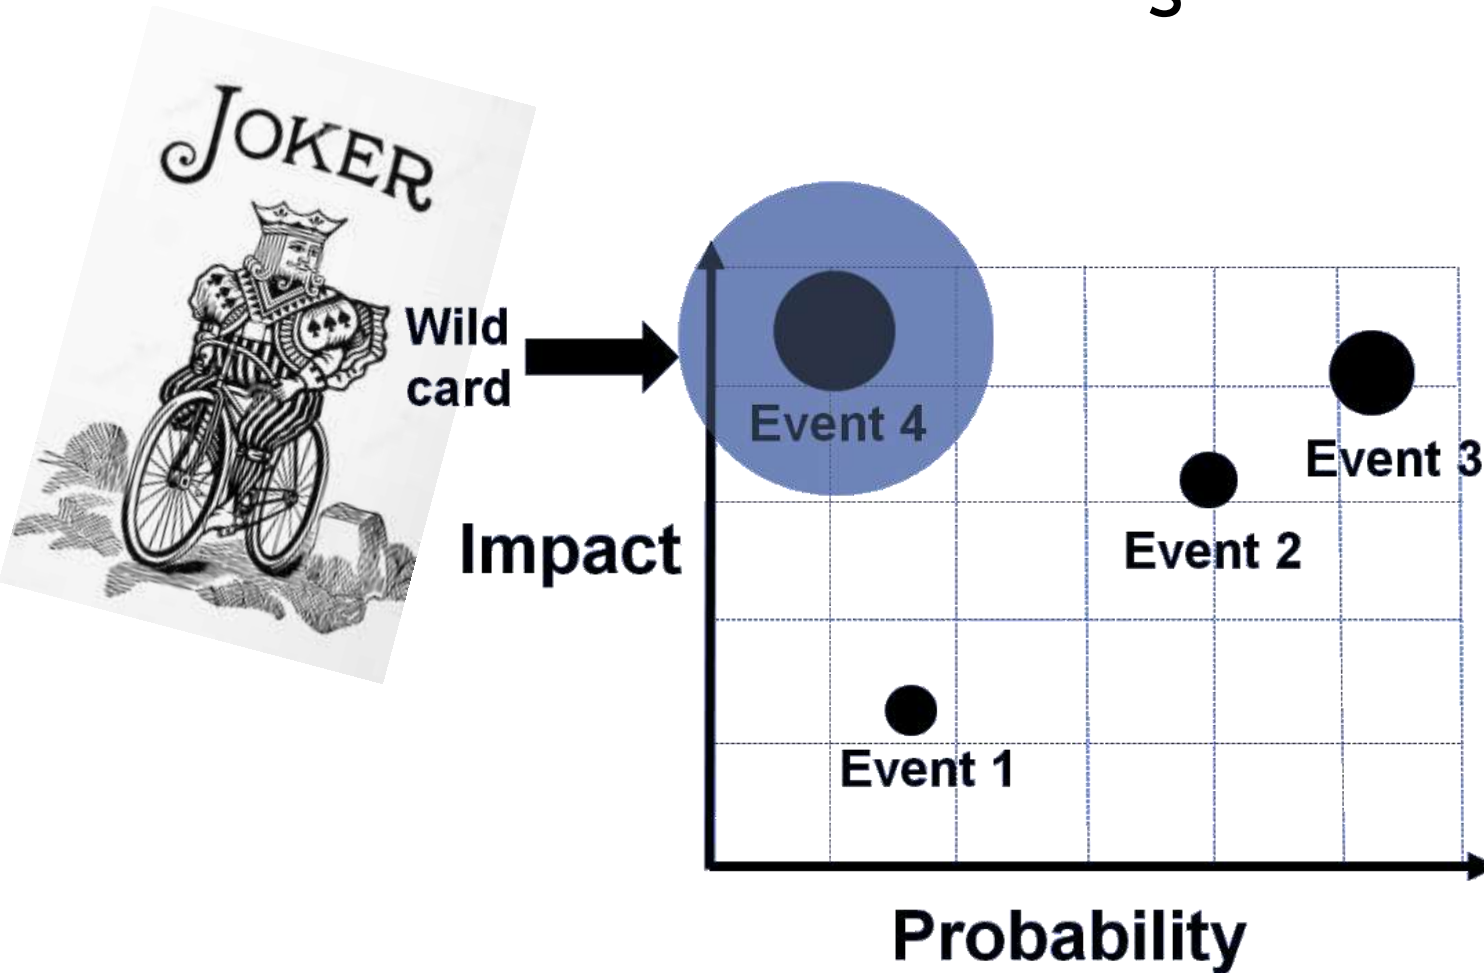 JOKER
Wild
card
Event 4
Event 3
Impact
Event 2
Event 1
Probability